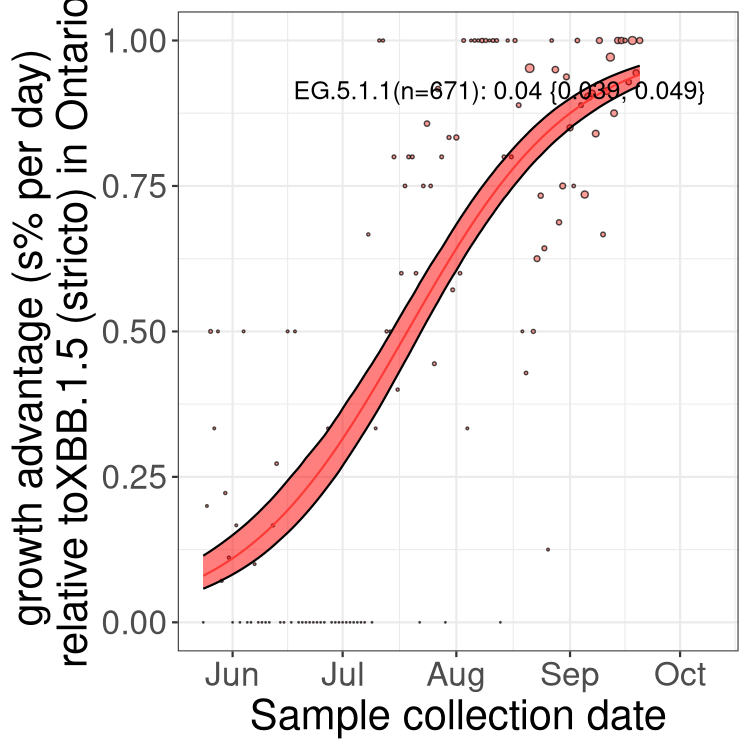 growth advantage (s% per day)
relative toXBB.1.5 (stricto) in Ontario
1.00
0.75
0.50
0.25
0.00
EG.5.1.1(n=671): 0.04 {0.039, 0.049}
Jun Jul Aug Sep Oct
Sample collection date